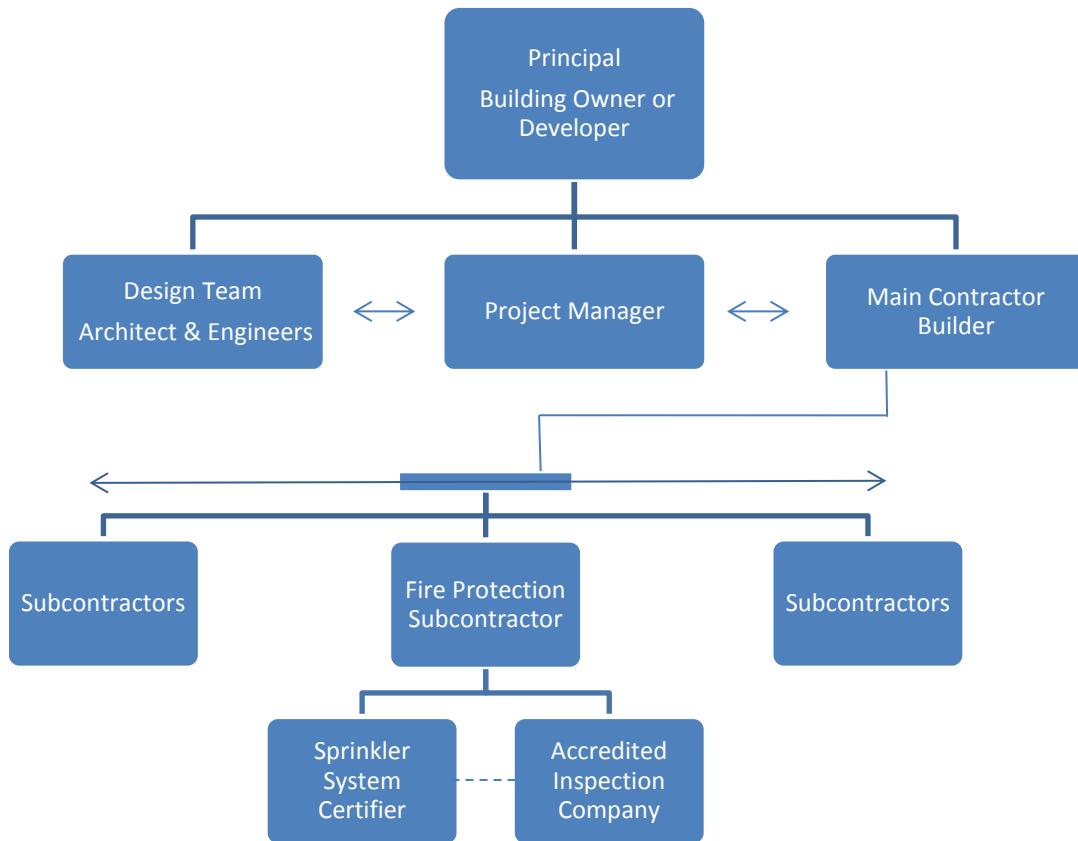 Principal
Building Owner or
Developer
Design Team
Architect & Engineers
Project Manager
Main Contractor
Builder
Subcontractors
Fire Protection
Subcontractor
Subcontractors
Sprinkler
System
Certifier
Accredited
Inspection
Company